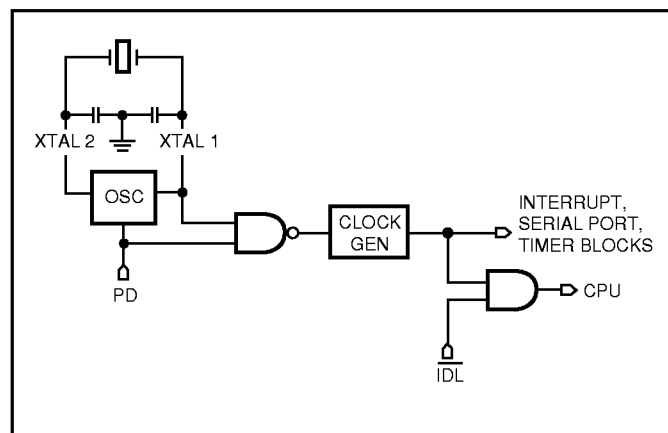 XTAL 2
XTAL 1
OSC
CLOCK
GEN
INTERRUPT,
SERIAL PORT,
TIMER BLOCKS
CPU
PD
IDL